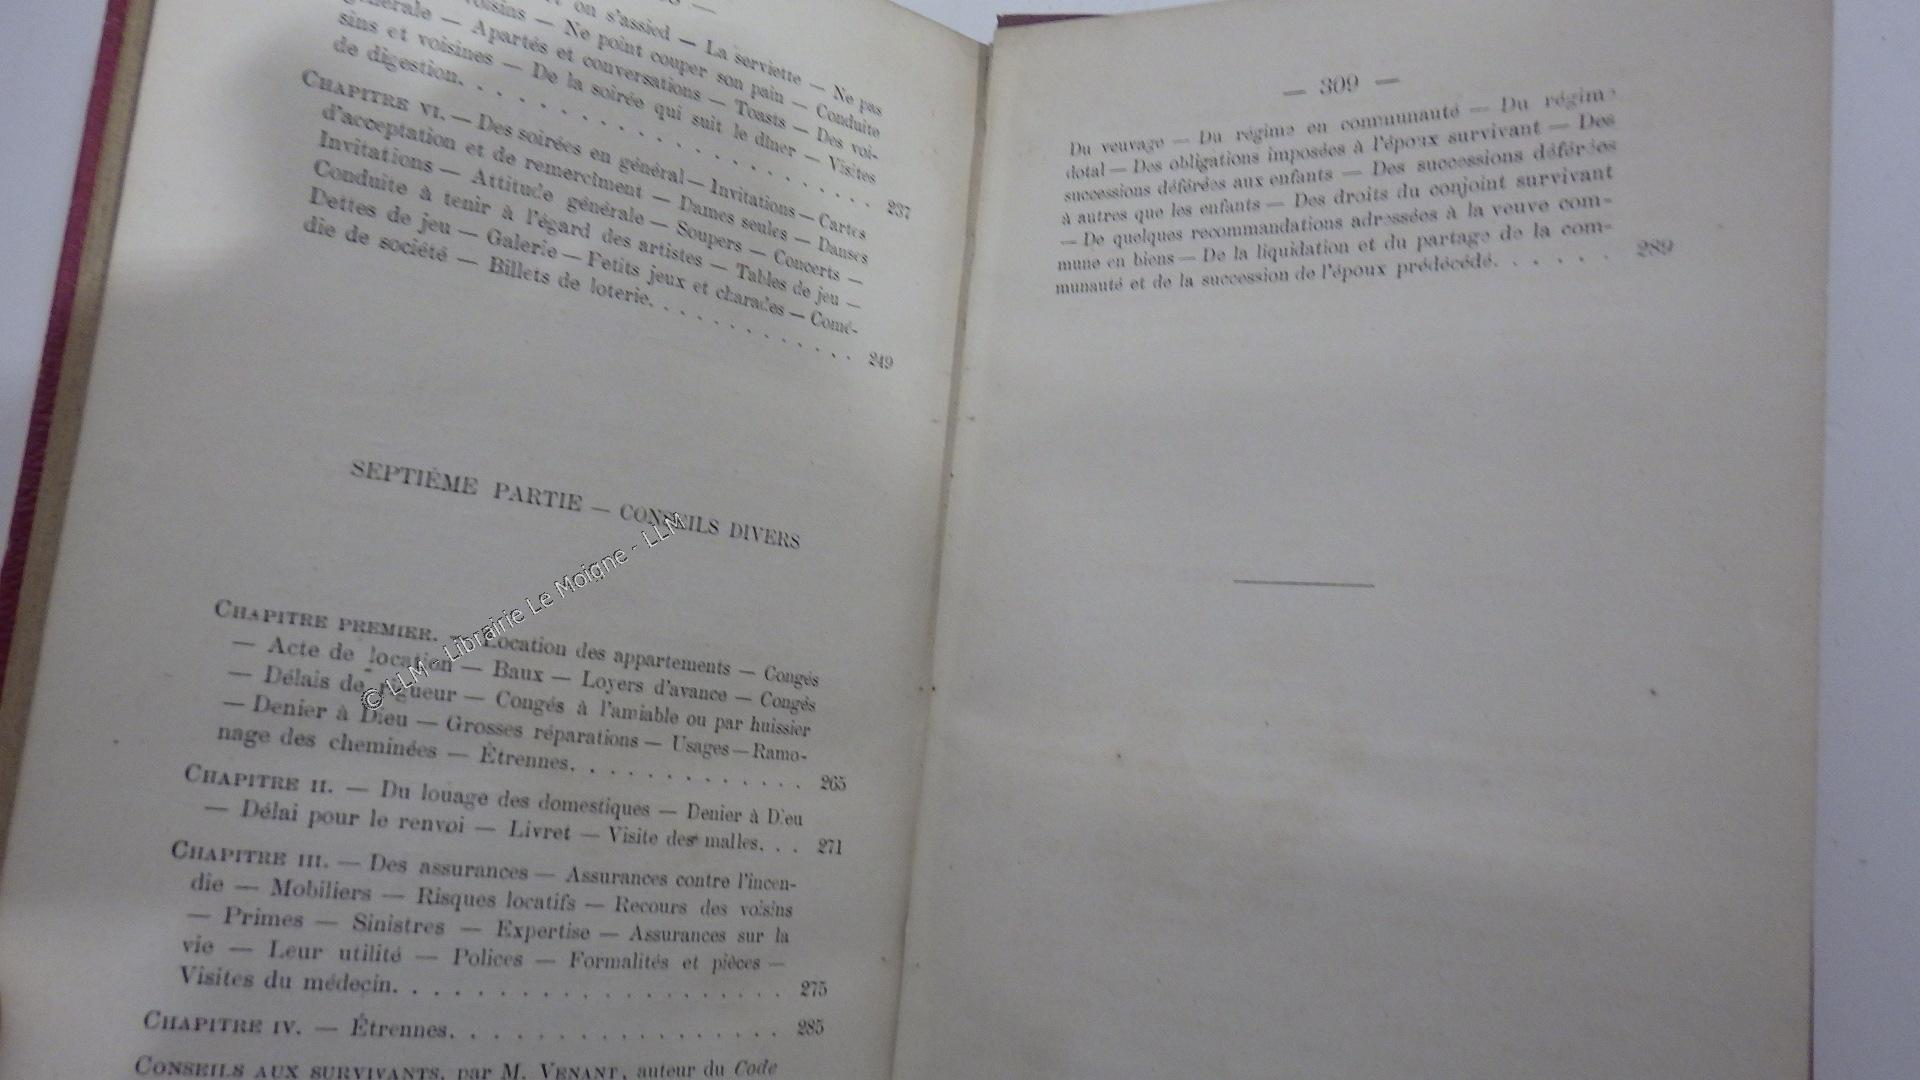 on s'assied — La serviette — Ne pas
voisins — Ne point couper son pain — Conduite
générale — Apartés et conversations — Toasts — Des voi-
sins et voisines — De la soirée qui suit le dîner — Visites
de digestion. . . . . . . . . . . . . . . . 237
CHAPITRE VI. — Des soirées en général — Invitations — Cartes
d'acceptation et de remerciment — Dames seules — Danses
Invitations — Attitude générale — Soupers — Concerts —
Conduite à tenir à l'égard des artistes — Tables de jeu —
Dettes de jeu — Galerie — Petits jeux et charades — Comé-
die de société — Billets de loterie. . . . . . . . . . . . 249
SEPTIÈME PARTIE — CONSEILS DIVERS
CHAPITRE PREMIER. — Location des appartements — Congés
— Acte de location — Baux — Loyers d'avance — Congés
— Délais de rigueur — Congés à l'amiable ou par huissier
— Denier à Dieu — Grosses réparations — Usages — Ramo-
nage des cheminées — Étrennes. . . . . . . . . . . . . 265
CHAPITRE II. — Du louage des domestiques — Denier à Dieu
— Délai pour le renvoi — Livret — Visite des malles. . . 271
CHAPITRE III. — Des assurances — Assurances contre l'incen-
die — Mobiliers — Risques locatifs — Recours des voisins
— Primes — Sinistres — Expertise — Assurances sur la
vie — Leur utilité — Polices — Formalités et pièces —
Visites du médecin. . . . . . . . . . . . . . . . . . 275
CHAPITRE IV. — Étrennes. . . . . . . . . . . . . . . 285
CONSEILS AUX SURVIVANTS, par M. VENANT, auteur du Code
© LLM - Librairie Le Moigne - LLM
— 309 —
Du veuvage — Du régime en communauté — Du régime
dotal — Des obligations imposées à l'époux survivant — Des
successions déférées aux enfants — Des successions déférées
à autres que les enfants — Des droits du conjoint survivant
— De quelques recommandations adressées à la veuve com-
mune en biens — De la liquidation et du partage de la com-
munauté et de la succession de l'époux prédécédé. . . . . . 289